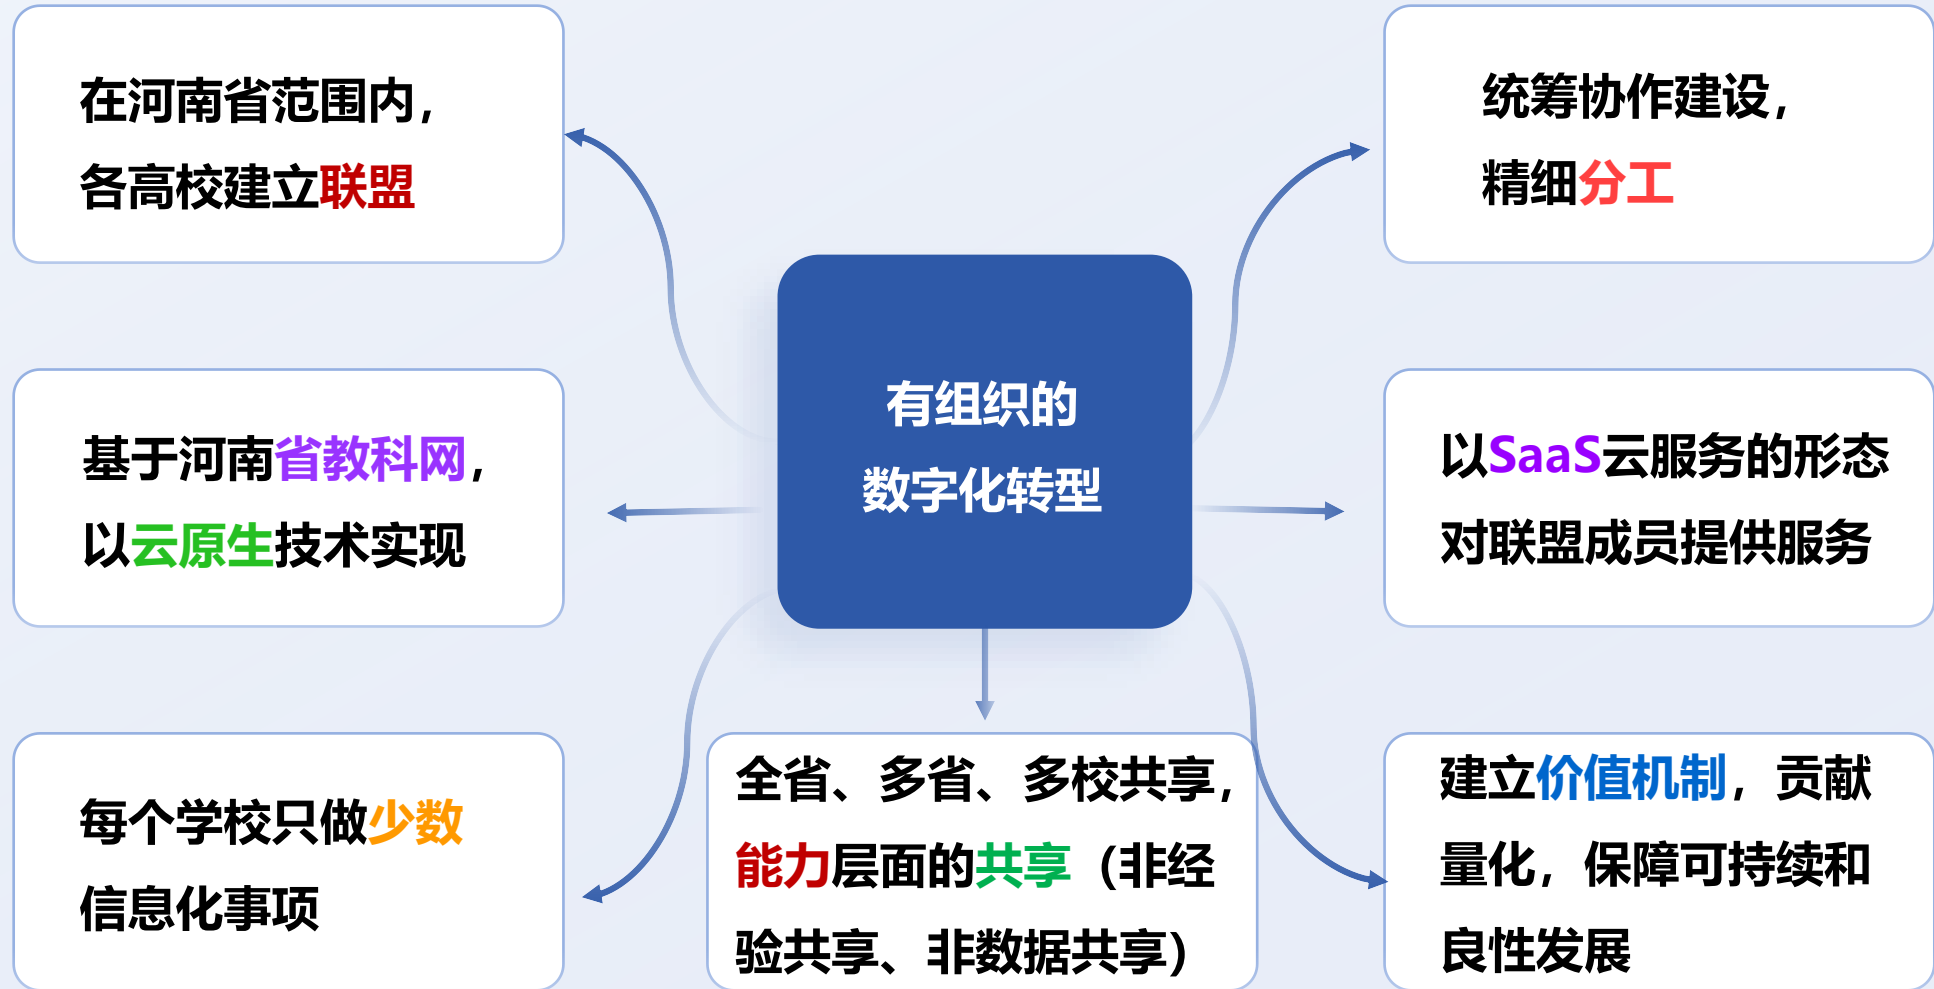 在河南省范围内，
各高校建立联盟
统筹协作建设，
精细分工
有组织的
数字化转型
基于河南省教科网，
以云原生技术实现
以SaaS云服务的形态
对联盟成员提供服务
每个学校只做少数
信息化事项
全省、多省、多校共享，
能力层面的共享（非经
验共享、非数据共享）
建立价值机制，贡献
量化，保障可持续和
良性发展